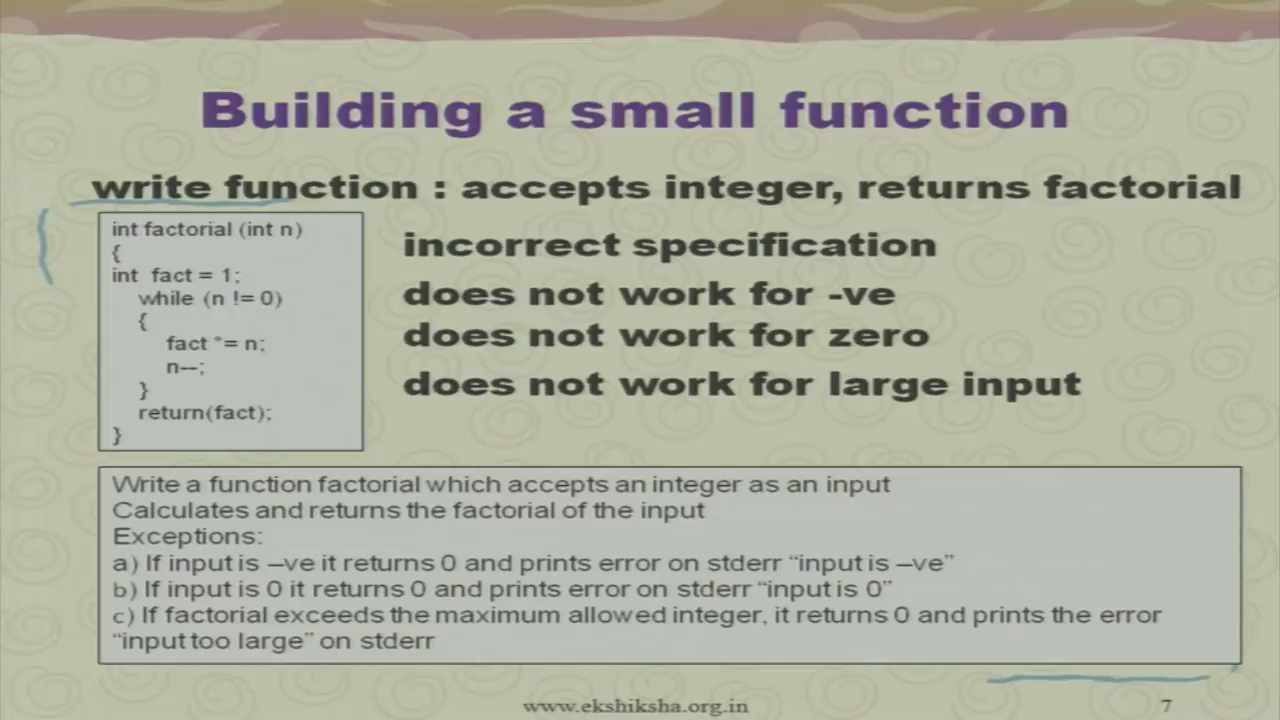 Building a small function
write function : accepts integer, returns factorial
int factorial (int n)
{
int fact = 1;
while (n != 0)
{
fact *= n;
n--;
}
return(fact);
}
incorrect specification
does not work for -ve
does not work for zero
does not work for large input
Write a function factorial which accepts an integer as an input
Calculates and returns the factorial of the input
Exceptions:
a) If input is –ve it returns 0 and prints error on stderr “input is –ve”
b) If input is 0 it returns 0 and prints error on stderr “input is 0”
c) If factorial exceeds the maximum allowed integer, it returns 0 and prints the error
“input too large” on stderr
www.ekshiksha.org.in
7